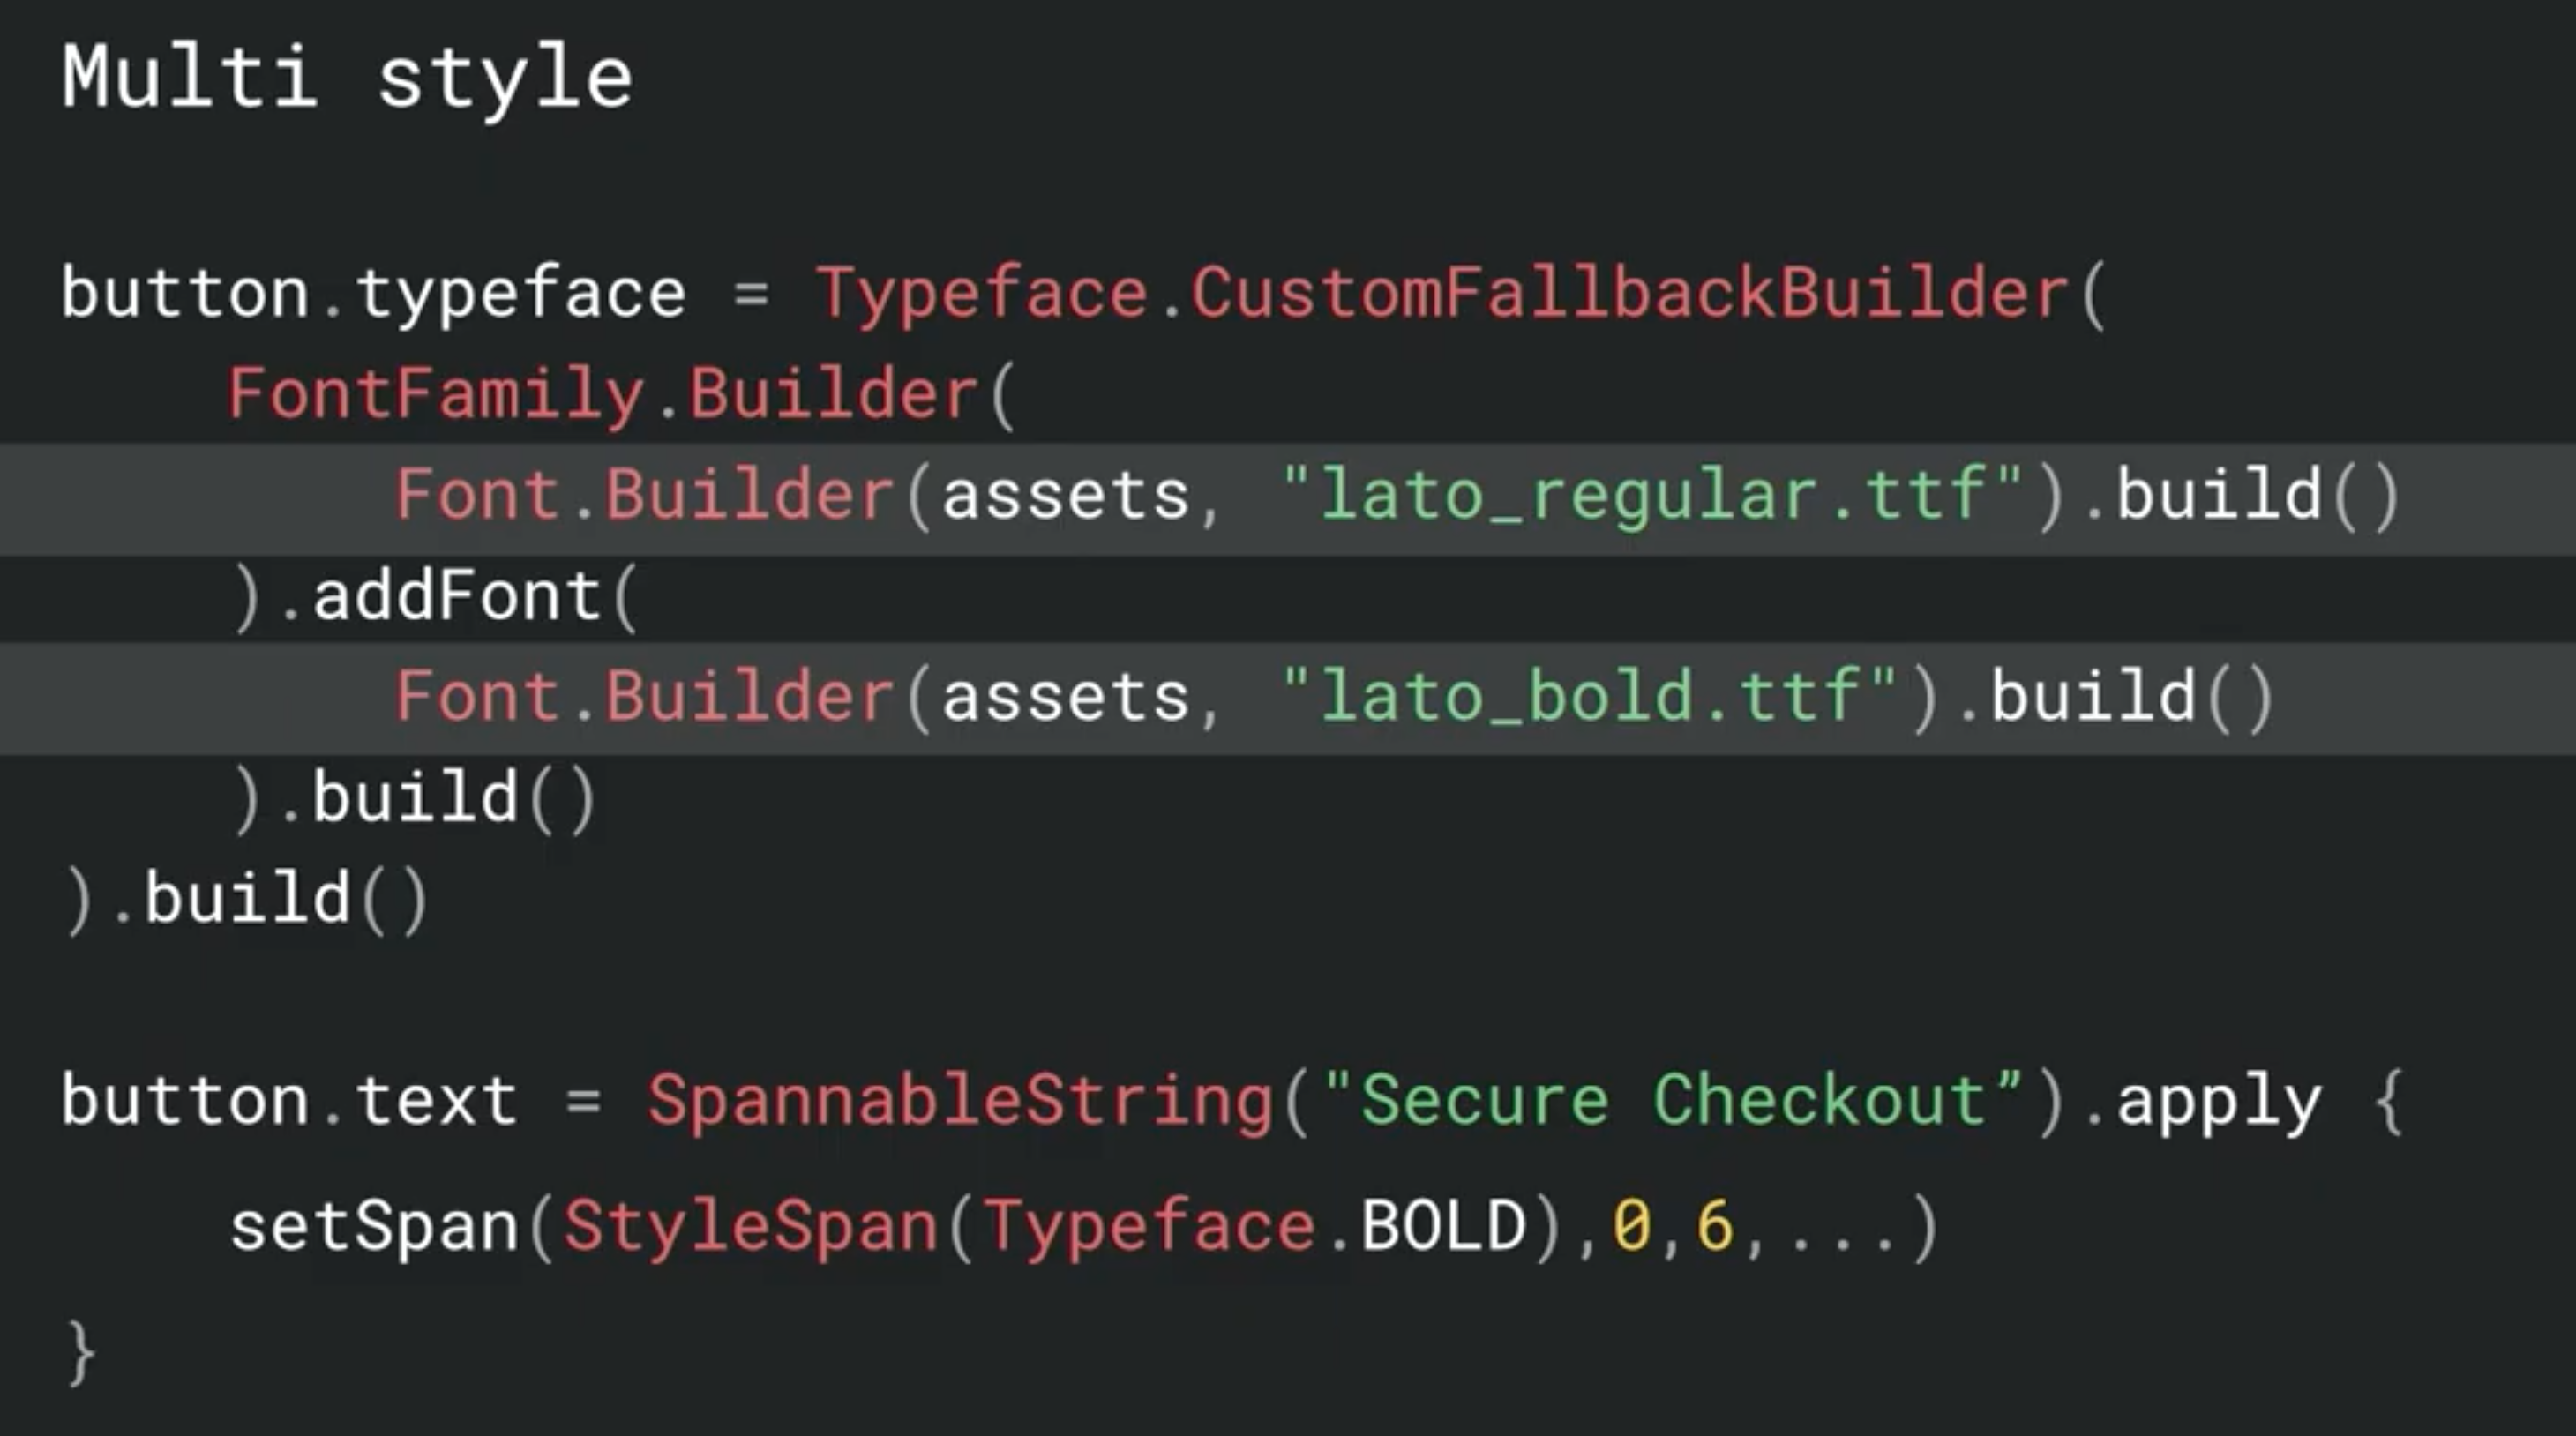 Multi style
button.typeface = Typeface.CustomFallbackBuilder(
    FontFamily.Builder(
        Font.Builder(assets, "lato_regular.ttf").build()
    ).addFont(
        Font.Builder(assets, "lato_bold.ttf").build()
    ).build()
).build()
button.text = SpannableString("Secure Checkout”).apply {
    setSpan(StyleSpan(Typeface.BOLD),0,6,...)
}